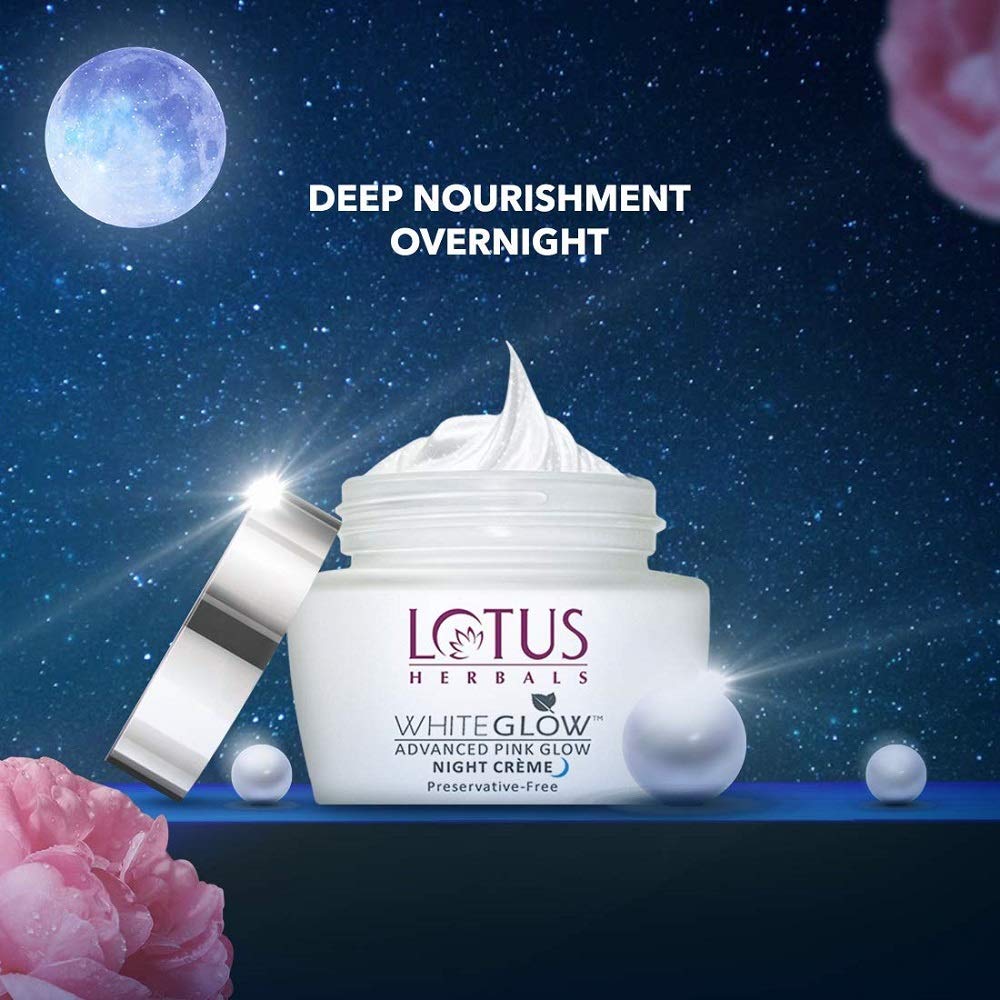 DEEP NOURISHMENT
OVERNIGHT
LOTUS
HERBALS
WHITEGLOW™
ADVANCED PINK GLOW
NIGHT CRÈME
Preservative-Free